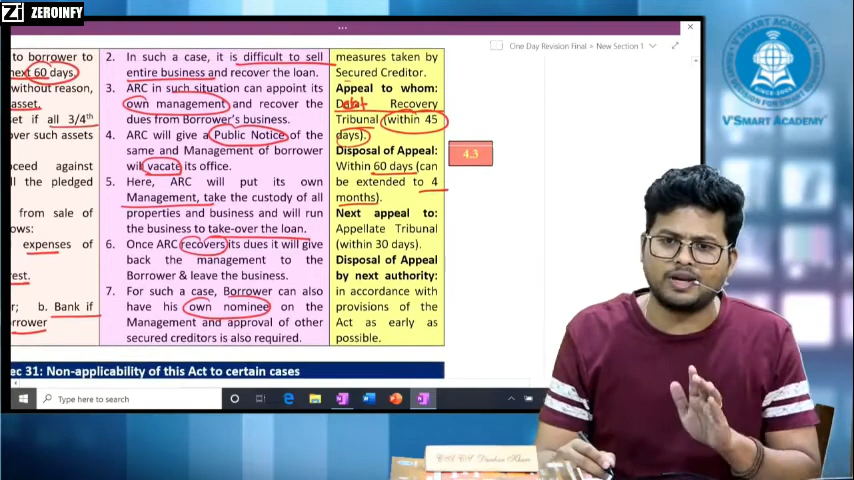 Zi ZEROINFY
One Day Revision Final > New Section 1
V'SMART ACADEMY
SINCE-2008
V'SMART ACADEMY
to borrower to
next 60 days.
without reason,
asset.
set if all 3/4th
over such assets
ceed against
ll the pledged
from sale of
ows:
expenses of
rest.
r; b. Bank if
orrower
2. In such a case, it is difficult to sell
entire business and recover the loan.
3. ARC in such situation can appoint its
own management and recover the
dues from Borrower's business.
4. ARC will give a Public Notice of the
same and Management of borrower
will vacate its office.
5. Here, ARC will put its own
Management, take the custody of all
properties and business and will run
the business to take-over the loan.
6. Once ARC recovers its dues it will give
back the management to the
Borrower & leave the business.
7. For such a case, Borrower can also
have his own nominee on the
Management and approval of other
secured creditors is also required.
measures taken by
Secured Creditor.
Appeal to whom:
Debt Recovery
Tribunal (within 45
days).
Disposal of Appeal:
Within 60 days (can
be extended to 4
months).
Next appeal to:
Appellate Tribunal
(within 30 days).
Disposal of Appeal
by next authority:
in accordance with
provisions of the
Act as early as
possible.
4.3
ec 31: Non-applicability of this Act to certain cases
Type here to search